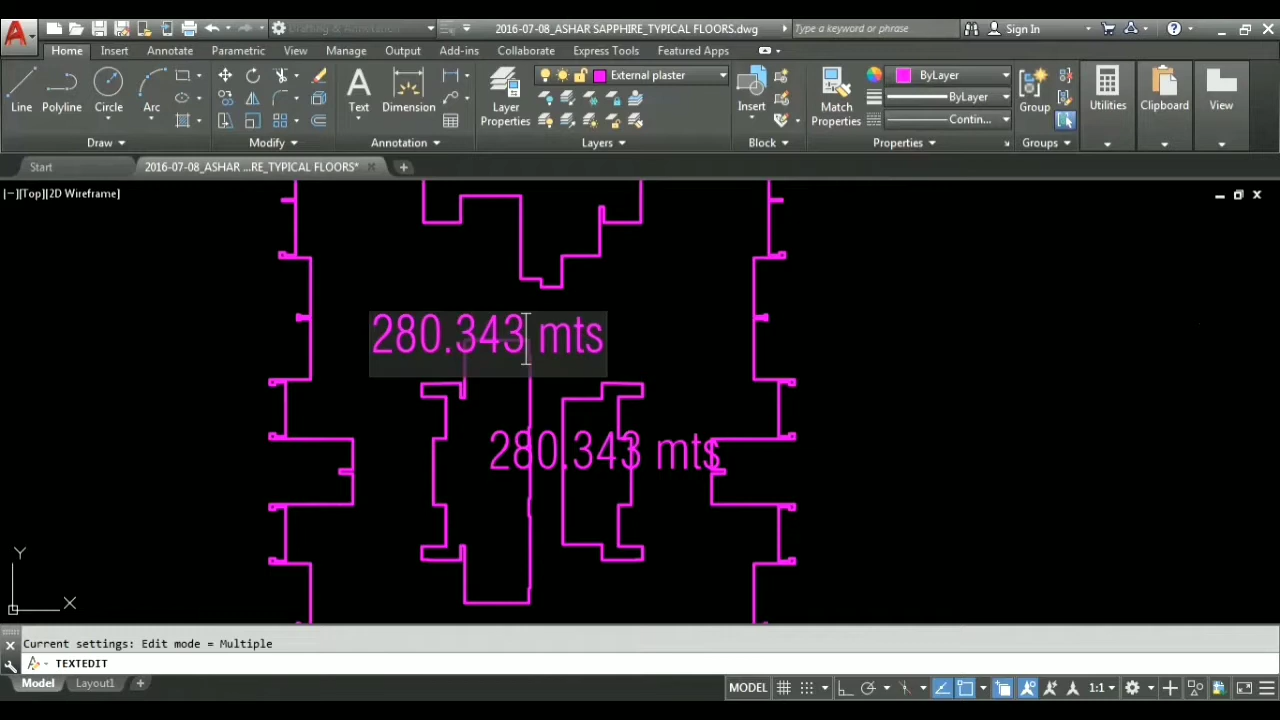 Drafting & Annotation
2016-07-08_ASHAR SAPPHIRE_TYPICAL FLOORS.dwg
Type a keyword or phrase
Sign In
A
Home
Insert
Annotate
Parametric
View
Manage
Output
Add-ins
Collaborate
Express Tools
Featured Apps
Line
Polyline
Circle
Arc
Text
Dimension
Layer
Properties
External plaster
Insert
Match
Properties
ByLayer
ByLayer
Contin...
Group
Utilities
Clipboard
View
Draw
Modify
Annotation
Layers
Block
Properties
Groups
Start
2016-07-08_ASHAR ...RE_TYPICAL FLOORS*
[−][Top][2D Wireframe]
280.343 mts
280.343 mts
Y
X
Current settings: Edit mode = Multiple
TEXTEDIT
Model
Layout1
MODEL
1:1